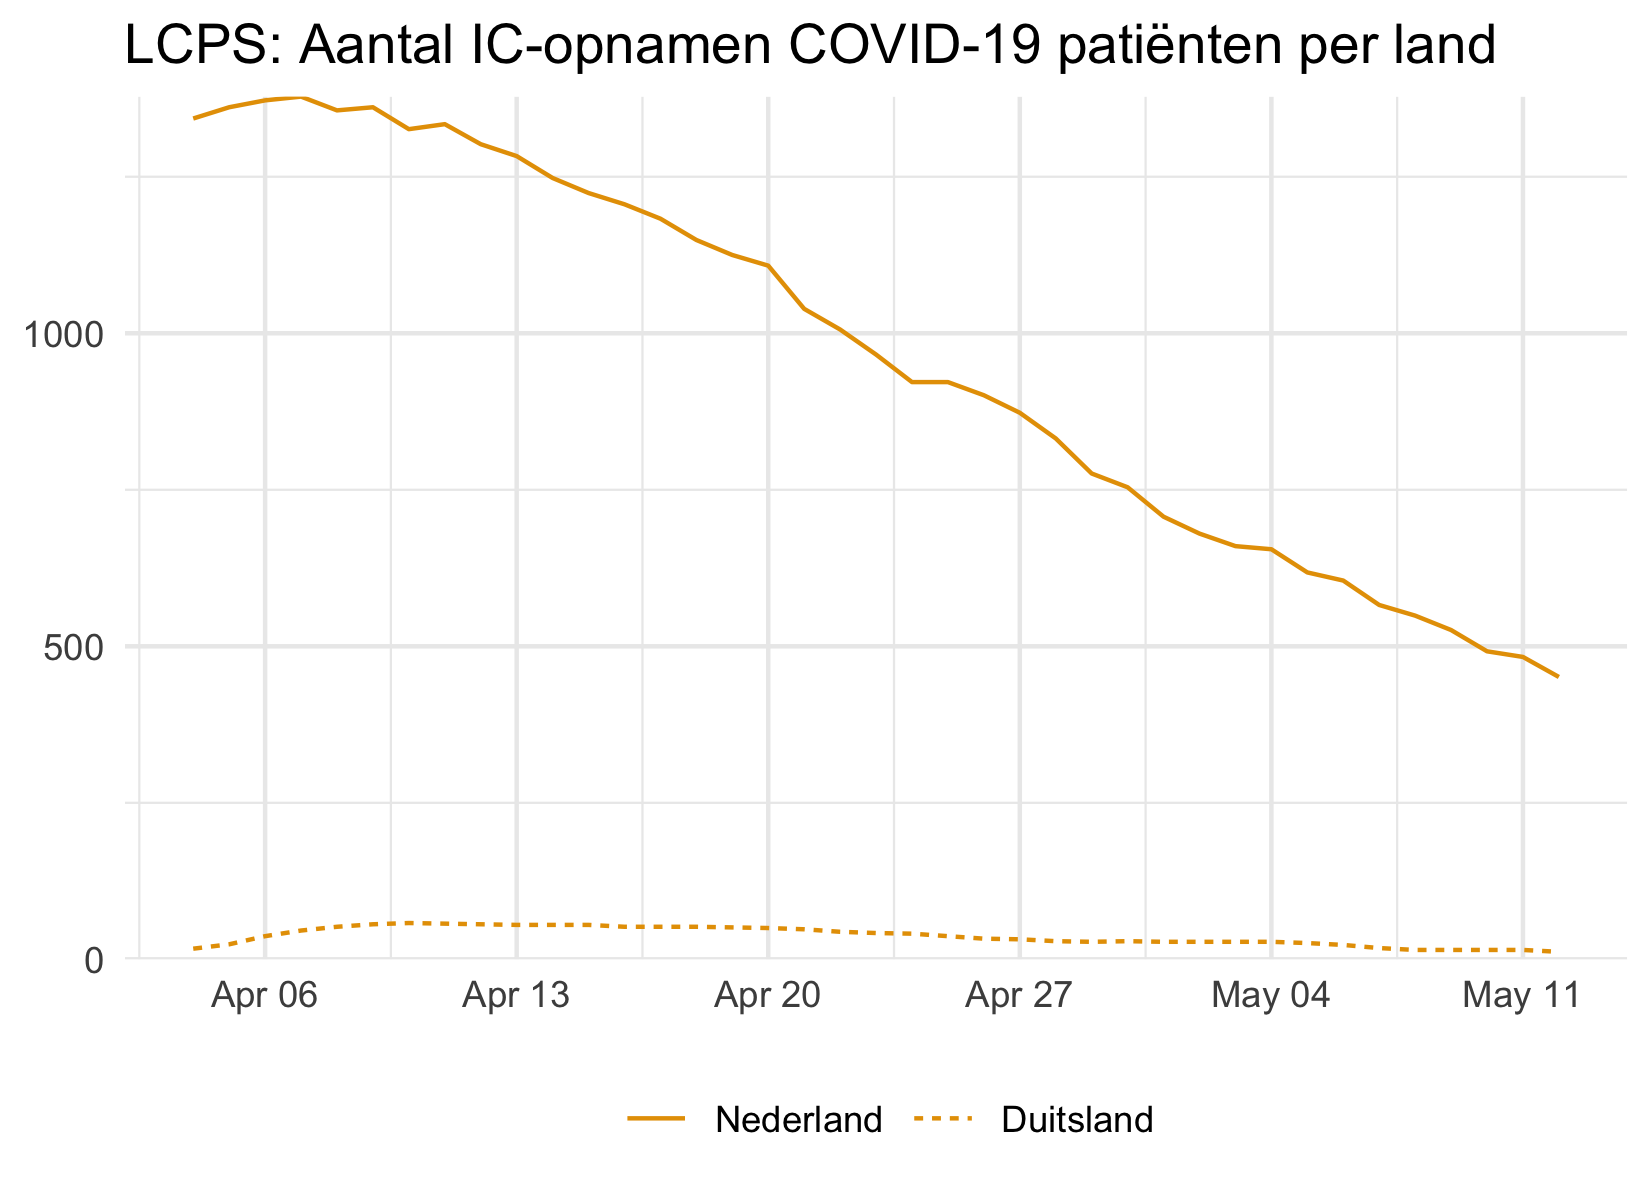 LCPS: Aantal IC-opnamen COVID-19 patiënten per land
1000
500
0
Apr 06 Apr 13 Apr 20 Apr 27 May 04 May 11
Nederland Duitsland